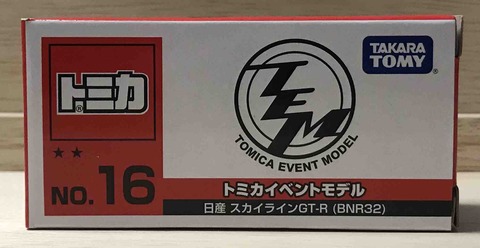 トミカ®
★★
NO.16
TEM
TOMICA EVENT MODEL
TAKARA
TOMY
トミカイベントモデル
日産 スカイラインGT-R (BNR32)